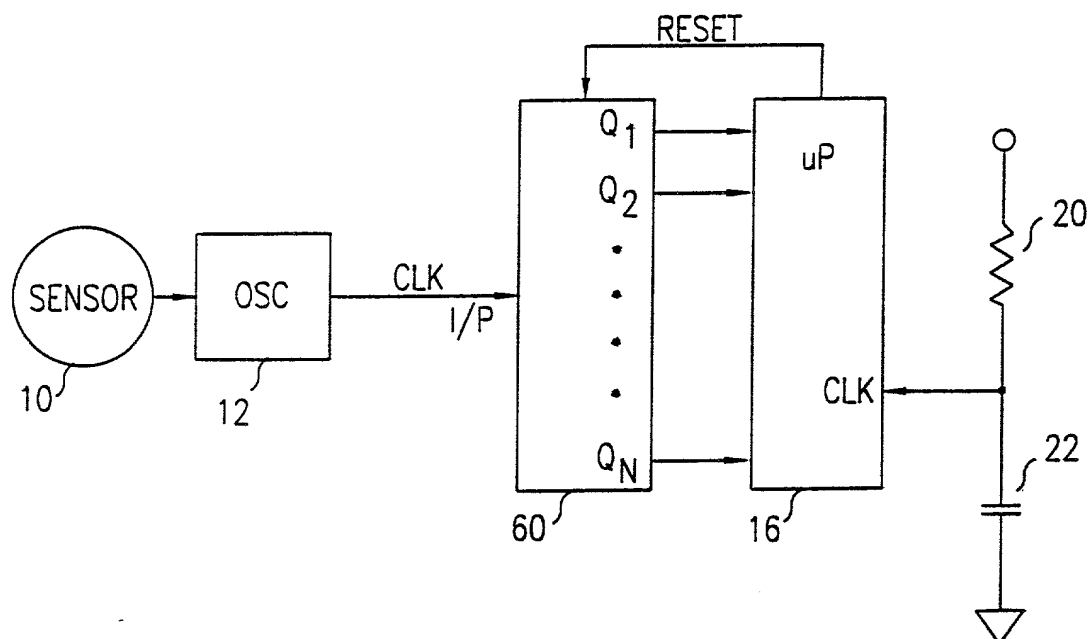 RESET
Q1
Q2
uP
20
SENSOR
OSC
CLK
I/P
10
12
CLK
22
QN
60
16